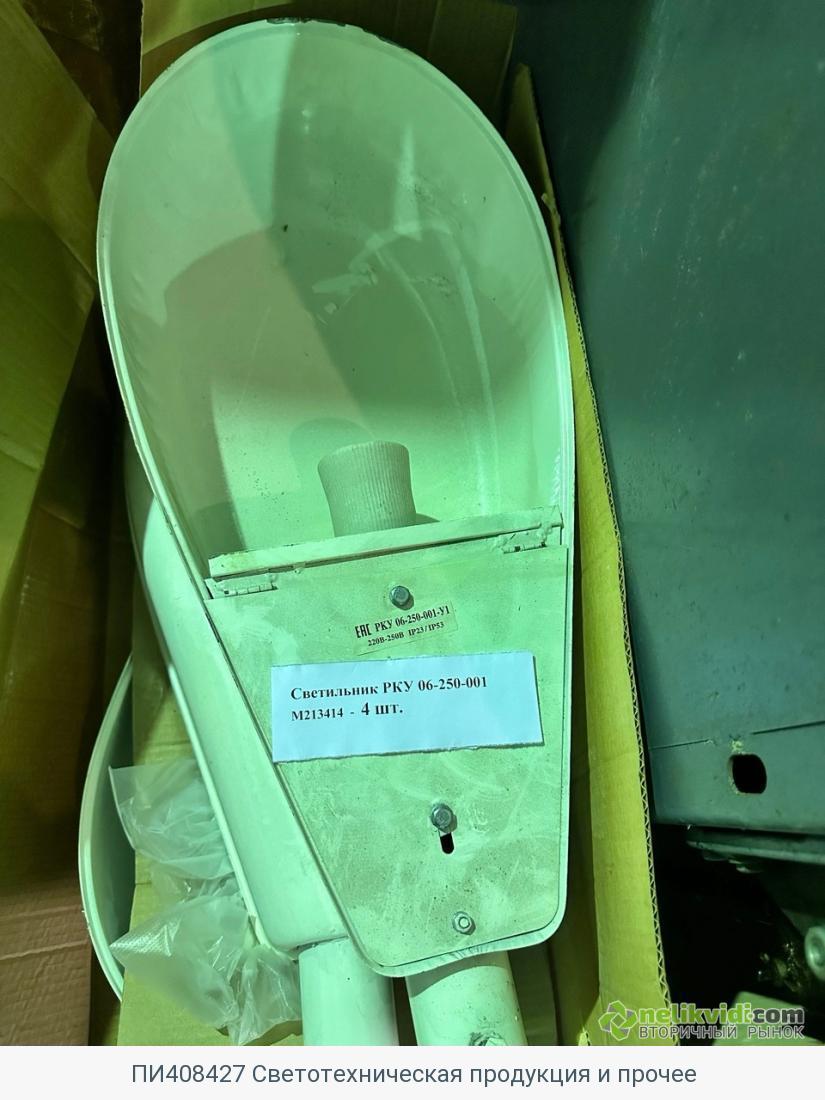 EAC РКУ 06-250-001-У1
220В-250В IP23/IP53
Светильник РКУ 06-250-001
М213414 - 4 шт.
nelikvidi:com
ВТОРИЧНЫЙ РЫНОК
ПИ408427 Светотехническая продукция и прочее